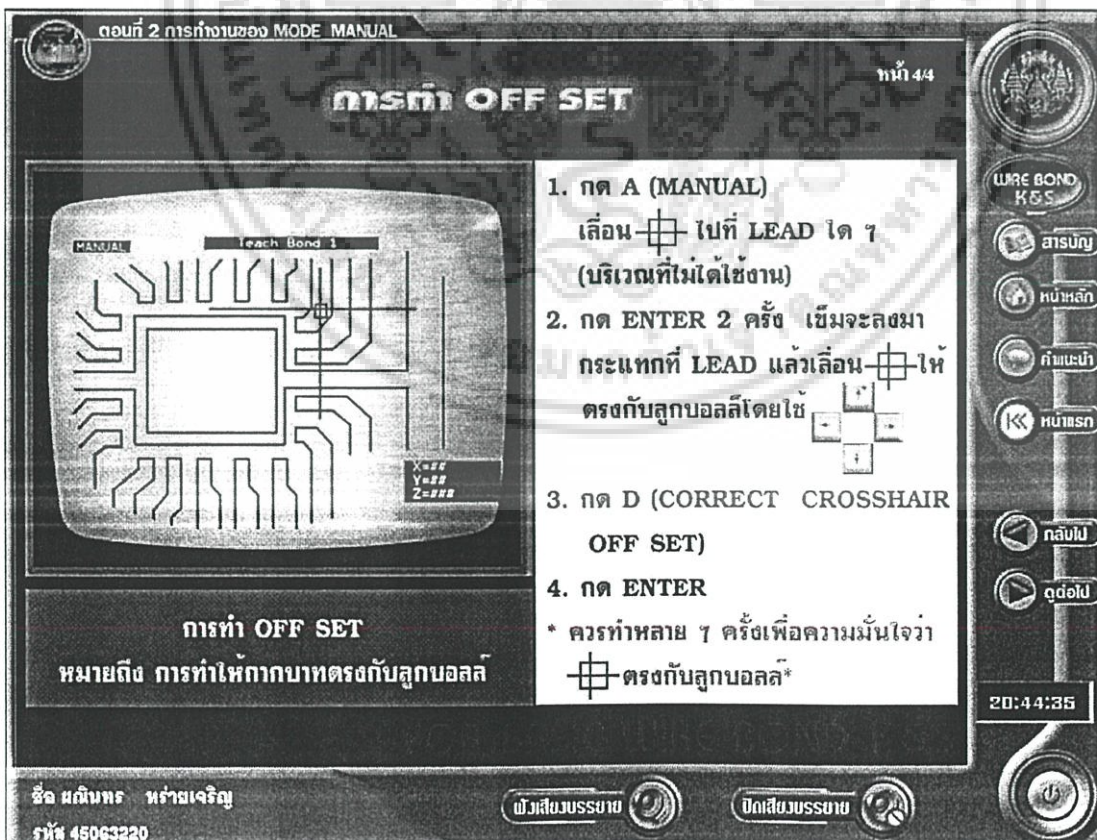 ตอนที่ 2 การทำงานของ MODE MANUAL
หน้า 4/4
การทำ OFF SET
MANUAL
Teach Bond 1
X=##
Y=##
Z=###
การทำ OFF SET
หมายถึง การทำให้กากบาทตรงกับลูกบอลล์
1. กด A (MANUAL)
เลื่อน ไปที่ LEAD ใด ๆ
(บริเวณที่ไม่ได้ใช้งาน)
2. กด ENTER 2 ครั้ง เข็มจะลงมา
กระแทกที่ LEAD แล้วเลื่อน ให้
ตรงกับลูกบอลล์โดยใช้
3. กด D (CORRECT CROSSHAIR
OFF SET)
4. กด ENTER
* ควรทำหลาย ๆ ครั้งเพื่อความมั่นใจว่า
ตรงกับลูกบอลล์*
WIRE BOND
K&S
สารบัญ
หน้าหลัก
คำแนะนำ
หน้าแรก
กลับไป
ดูต่อไป
20:44:35
ชื่อ ผณินทร หร่ายเจริญ
รหัส 45063220
ฟังเสียงบรรยาย
ปิดเสียงบรรยาย